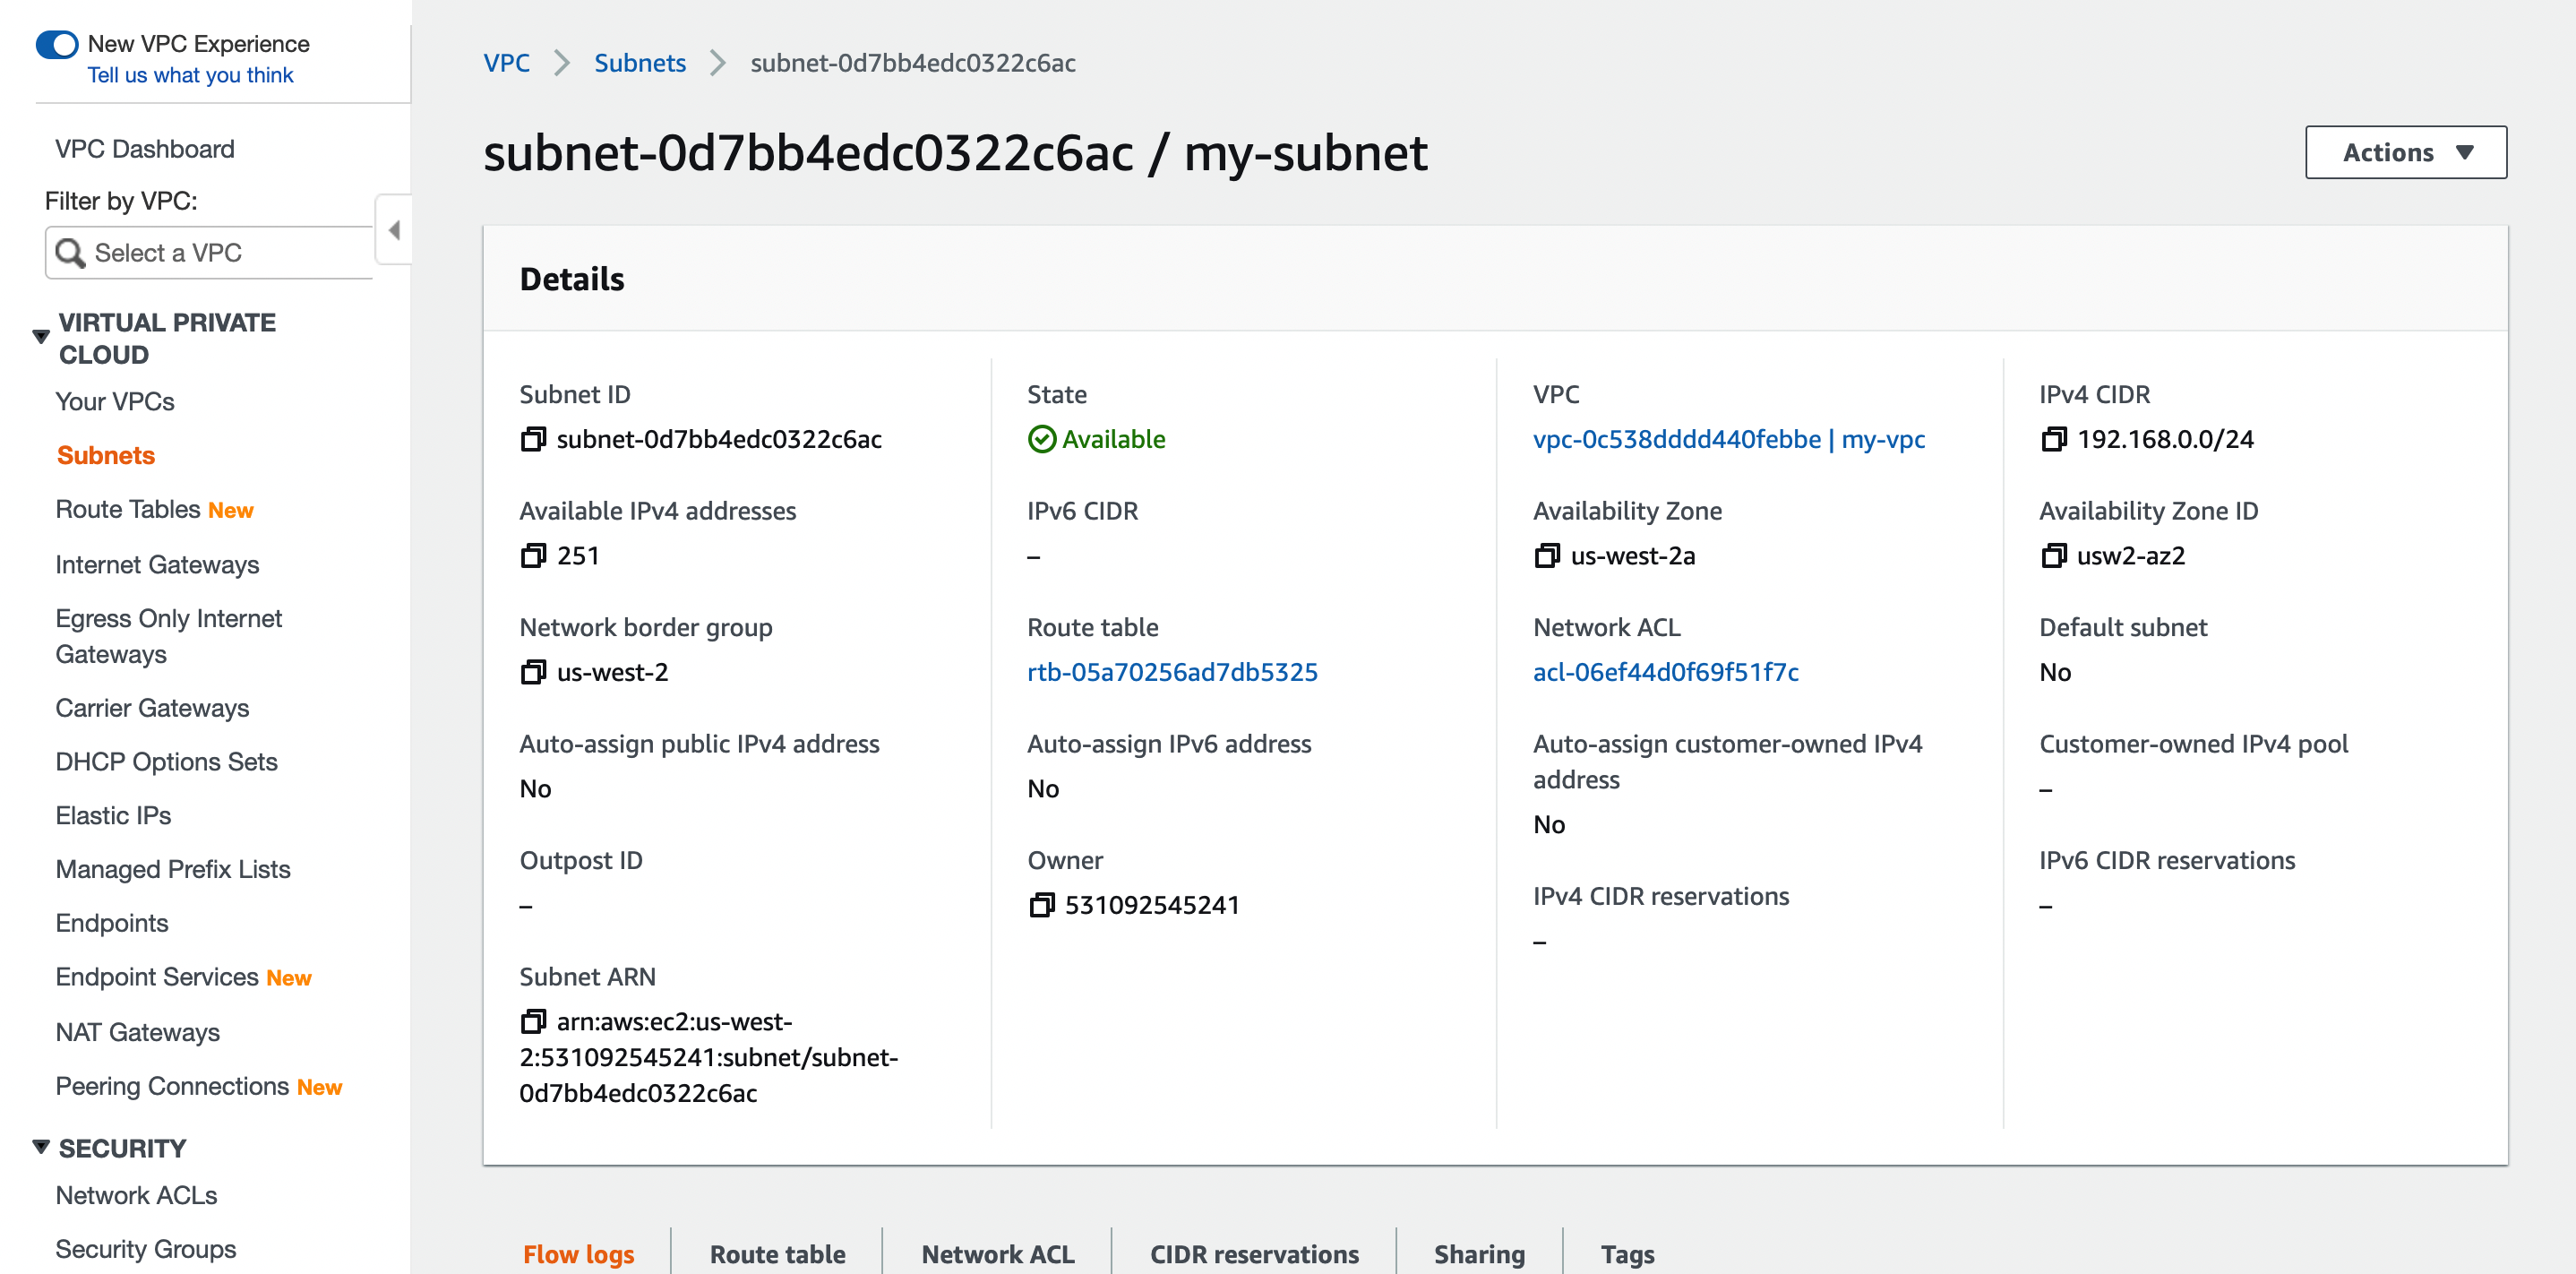 New VPC Experience
Tell us what you think
VPC Dashboard
Filter by VPC:
Select a VPC
VIRTUAL PRIVATE
CLOUD
Your VPCs
Subnets
Route Tables New
Internet Gateways
Egress Only Internet
Gateways
Carrier Gateways
DHCP Options Sets
Elastic IPs
Managed Prefix Lists
Endpoints
Endpoint Services New
NAT Gateways
Peering Connections New
SECURITY
Network ACLs
Security Groups
VPC > Subnets > subnet-0d7bb4edc0322c6ac
subnet-0d7bb4edc0322c6ac / my-subnet
Actions
Details
Subnet ID
subnet-0d7bb4edc0322c6ac
Available IPv4 addresses
251
Network border group
us-west-2
Auto-assign public IPv4 address
No
Outpost ID
–
Subnet ARN
arn:aws:ec2:us-west-
2:531092545241:subnet/subnet-
0d7bb4edc0322c6ac
State
Available
IPv6 CIDR
–
Route table
rtb-05a70256ad7db5325
Auto-assign IPv6 address
No
Owner
531092545241
VPC
vpc-0c538dddd440febbe | my-vpc
Availability Zone
us-west-2a
Network ACL
acl-06ef44d0f69f51f7c
Auto-assign customer-owned IPv4
address
No
IPv4 CIDR reservations
–
IPv4 CIDR
192.168.0.0/24
Availability Zone ID
usw2-az2
Default subnet
No
Customer-owned IPv4 pool
–
IPv6 CIDR reservations
–
Flow logs
Route table
Network ACL
CIDR reservations
Sharing
Tags